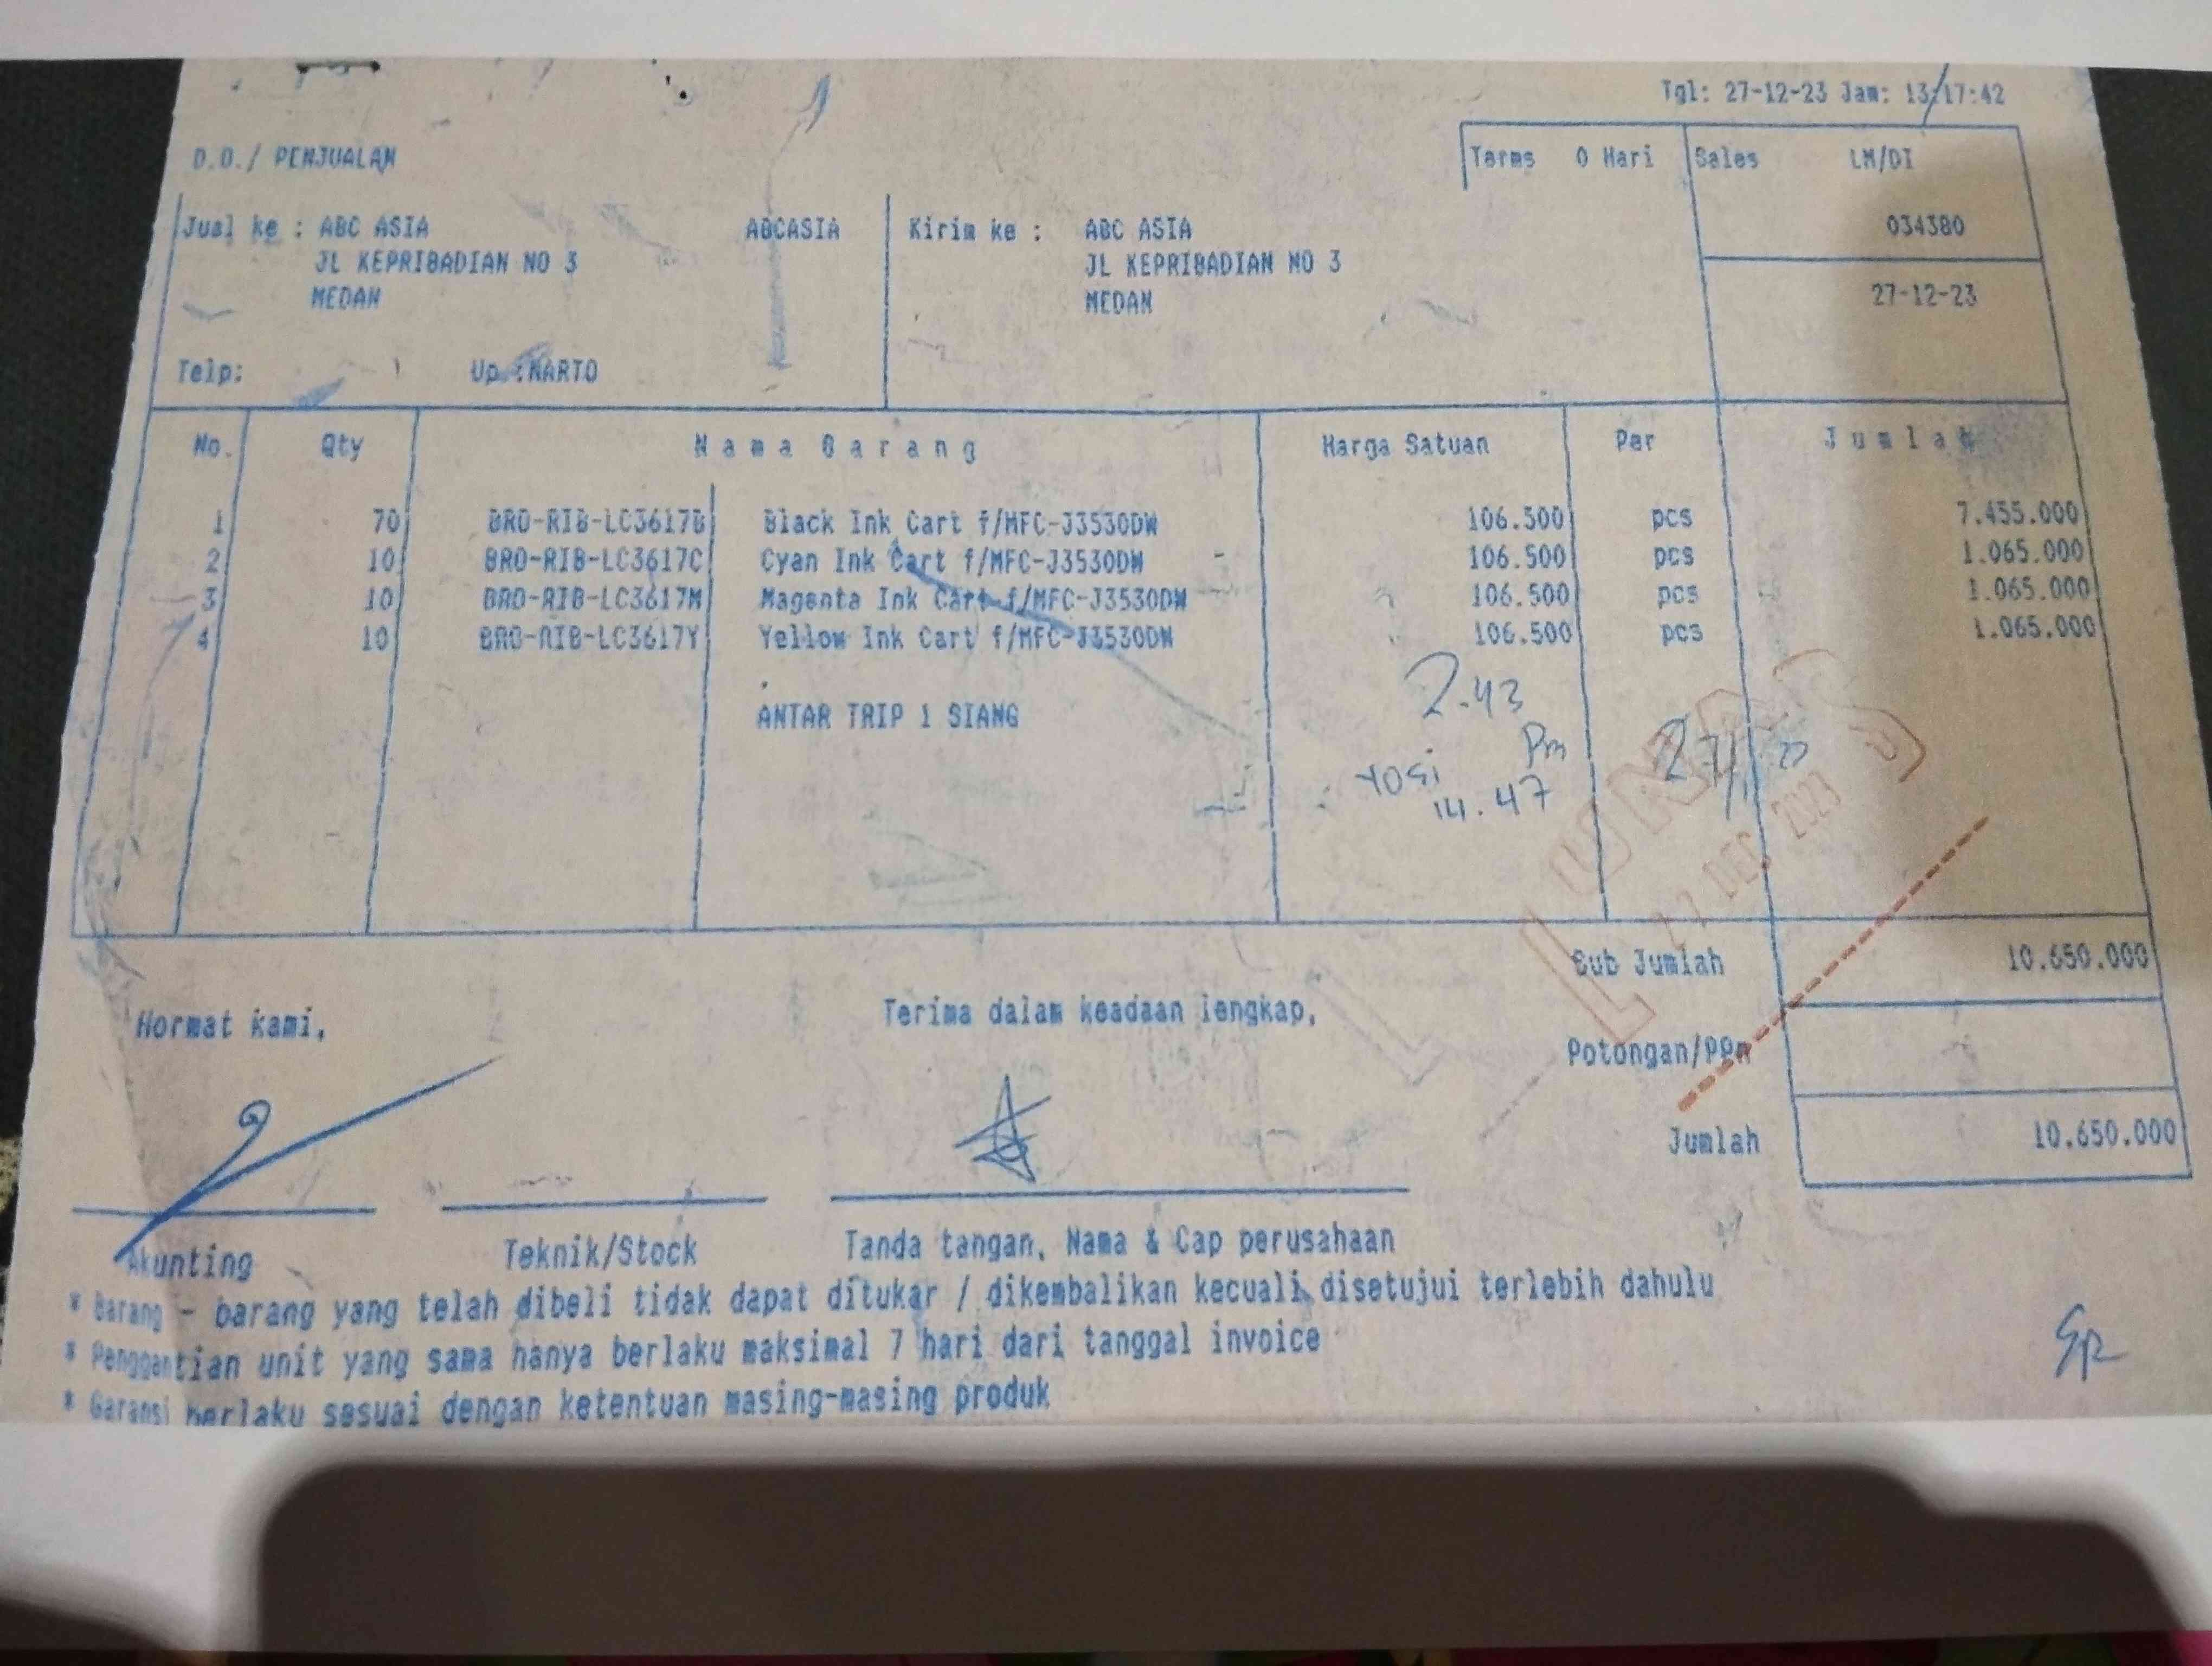 Tgl: 27-12-23 Jam: 13:17:42
D.O./ PENJUALAN
Terms 0 Hari Sales LM/DI
034380
27-12-23
Jual ke : ABC ASIA ABCASIA
JL KEPRIBADIAN NO 3
MEDAN
Telp: Up :NARTO
Kirim ke : ABC ASIA
JL KEPRIBADIAN NO 3
MEDAN
No. Qty Nama Barang Harga Satuan Per Jumlah
1 70 BRO-RIB-LC3617B Black Ink Cart f/MFC-J3530DW 106.500 pcs 7.455.000
2 10 BRO-RIB-LC3617C Cyan Ink Cart f/MFC-J3530DW 106.500 pcs 1.065.000
3 10 BRO-RIB-LC3617M Magenta Ink Cart f/MFC-J3530DW 106.500 pcs 1.065.000
4 10 BRO-RIB-LC3617Y Yellow Ink Cart f/MFC-J3530DW 106.500 pcs 1.065.000
.
ANTAR TRIP 1 SIANG
2.43
Pm
Yosi
14.47
LUNAS
27 DEC 2023
Sub Jumlah 10.650.000
Potongan/PPn
Jumlah 10.650.000
Hormat kami,
Terima dalam keadaan lengkap,
Akunting
Teknik/Stock
Tanda tangan, Nama & Cap perusahaan
* Barang - barang yang telah dibeli tidak dapat ditukar / dikembalikan kecuali disetujui terlebih dahulu
* Penggantian unit yang sama hanya berlaku maksimal 7 hari dari tanggal invoice
* Garansi berlaku sesuai dengan ketentuan masing-masing produk